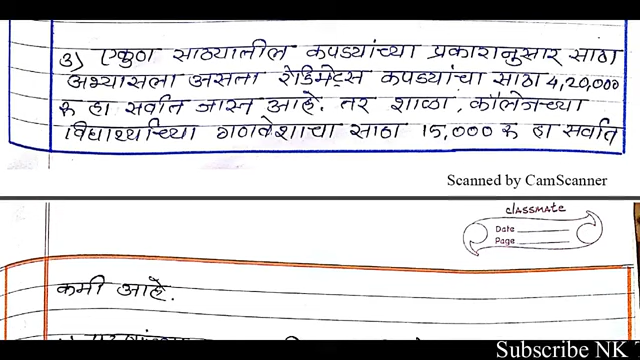 3) एकुण साठ्यातील कपड्यांच्या प्रकारानुसार साठा
अभ्यासला असता रेडिमेट्स कपड्यांचा साठा 4,20,000
रु हा सर्वात जास्त आहे. तर शाळा, कॉलेजच्या
विद्यार्थ्यांच्या गणवेशाचा साठा 15,000 रु हा सर्वात
Scanned by CamScanner
classmate
Date
Page
कमी आहे.
Subscribe NK